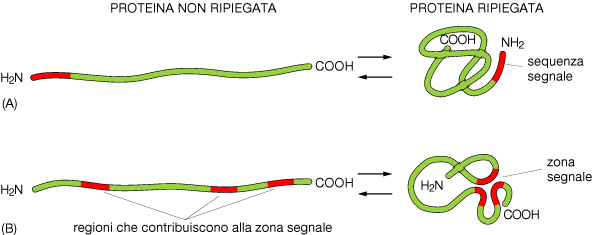 PROTEINA NON RIPIEGATA
PROTEINA RIPIEGATA
H₂N
COOH
COOH
NH₂
sequenza
segnale
(A)
H₂N
COOH
H₂N
zona
segnale
COOH
regioni che contribuiscono alla zona segnale
(B)